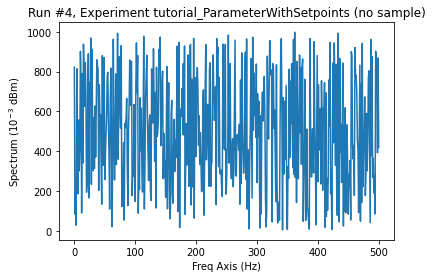 Run #4, Experiment tutorial_ParameterWithSetpoints (no sample)
Spectrum (10⁻³ dBm)
1000
800
600
400
200
0
0 100 200 300 400 500
Freq Axis (Hz)